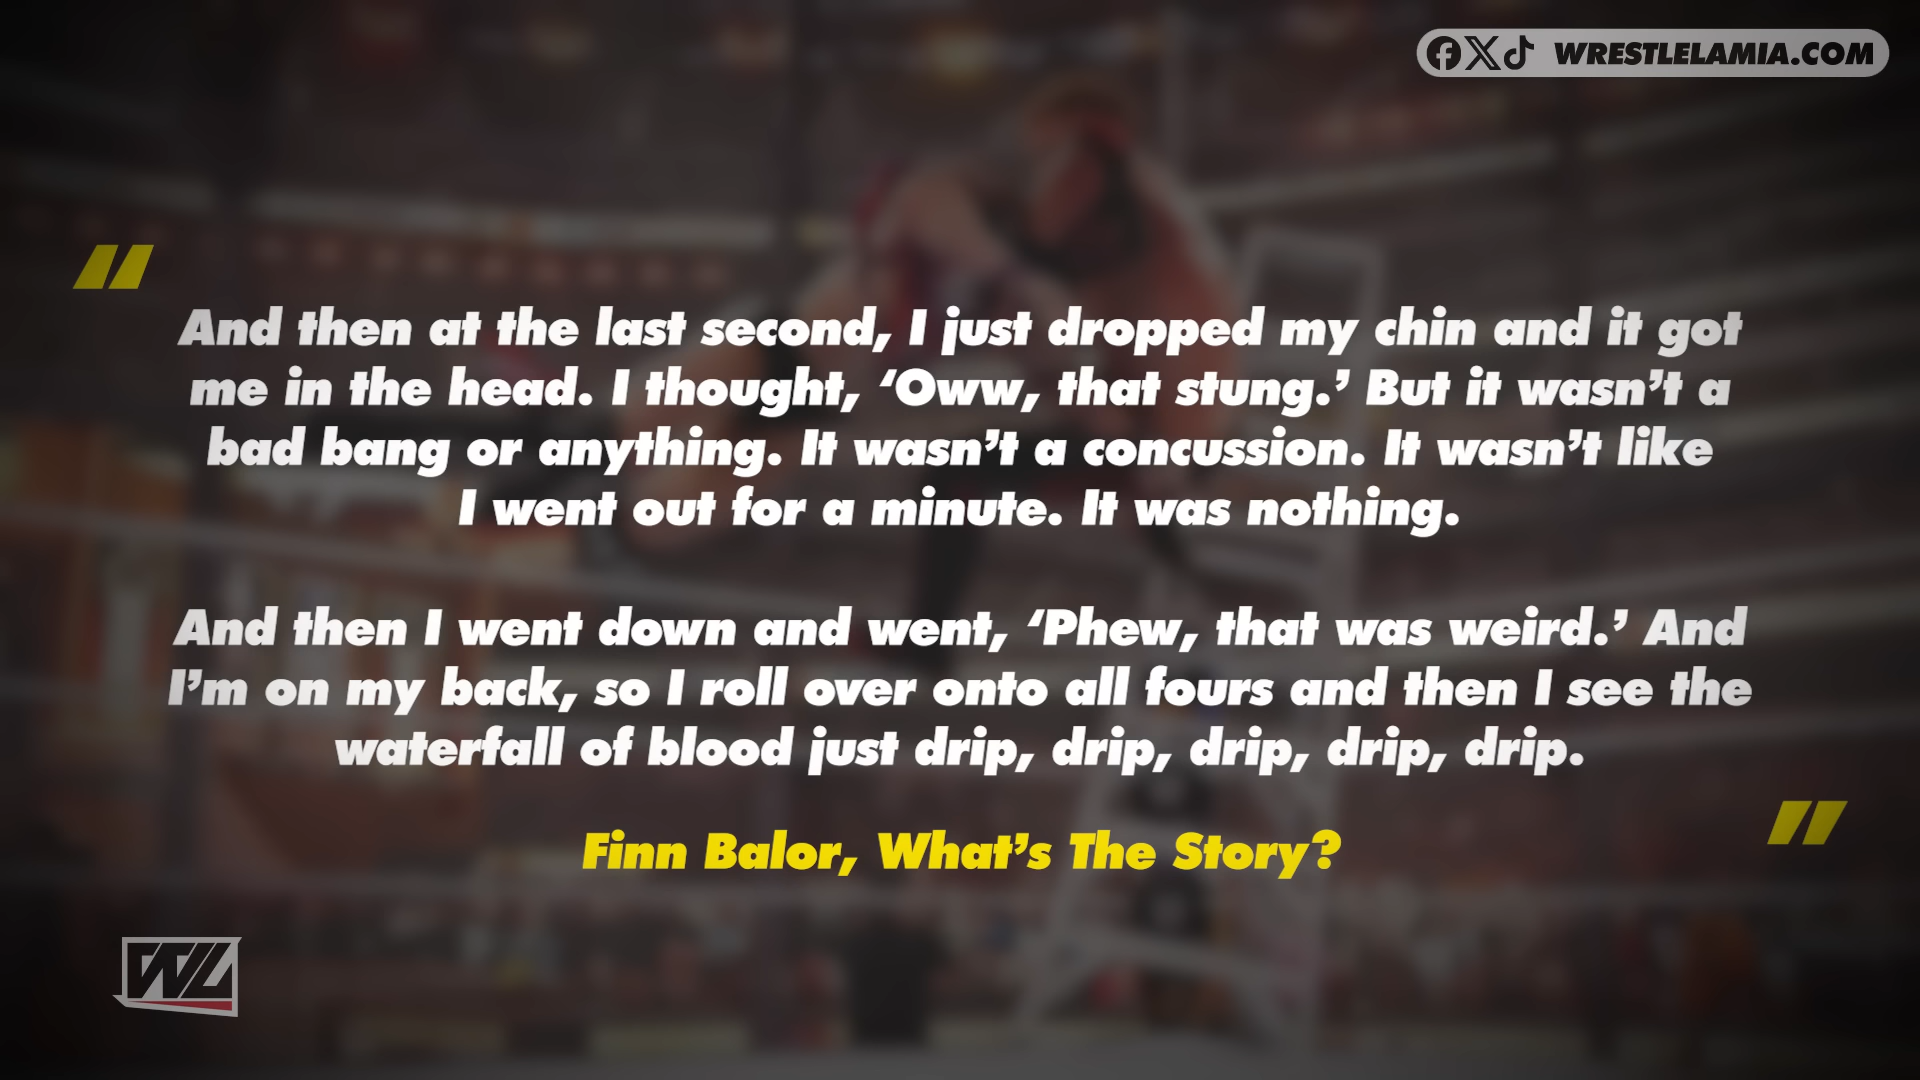 WRESTLELAMIA.COM
"
And then at the last second, I just dropped my chin and it got
me in the head. I thought, ‘Oww, that stung.’ But it wasn’t a
bad bang or anything. It wasn’t a concussion. It wasn’t like
I went out for a minute. It was nothing.
And then I went down and went, ‘Phew, that was weird.’ And
I’m on my back, so I roll over onto all fours and then I see the
waterfall of blood just drip, drip, drip, drip, drip.
"
Finn Balor, What’s The Story?
WL